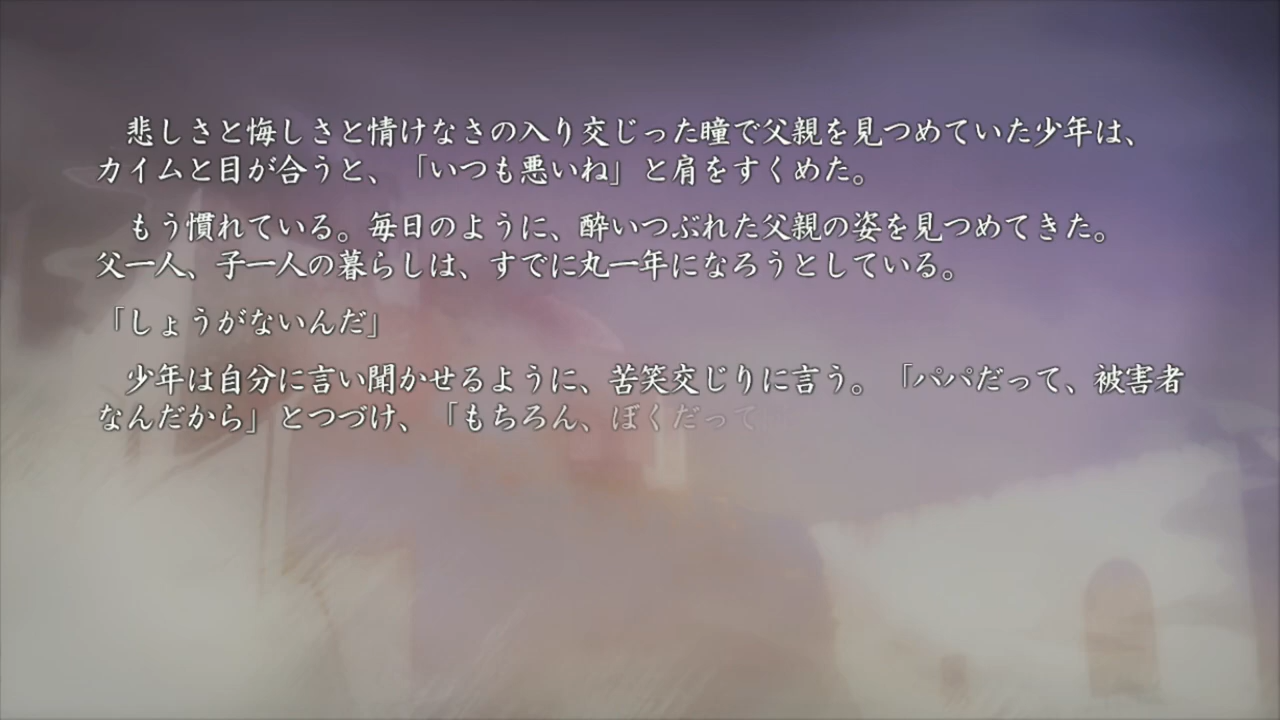 悲しさと悔しさと情けなさの入り交じった瞳で父親を見つめていた少年は、
カイムと目が合うと、「いつも悪いね」と肩をすくめた。
もう慣れている。毎日のように、酔いつぶれた父親の姿を見つめてきた。
父一人、子一人の暮らしは、すでに丸一年になろうとしている。
「しょうがないんだ」
少年は自分に言い聞かせるように、苦笑交じりに言う。「パパだって、被害者
なんだから」とつづけ、「もちろん、ぼくだって